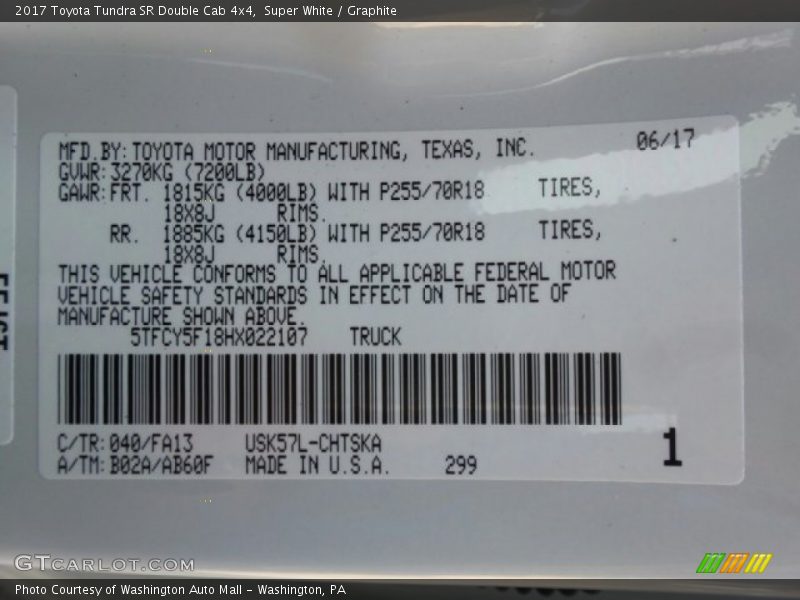 2017 Toyota Tundra SR Double Cab 4x4, Super White / Graphite
MFD.BY: TOYOTA MOTOR MANUFACTURING, TEXAS, INC. 06/17
GVWR: 3270KG (7200LB)
GAWR: FRT. 1815KG (4000LB) WITH P255/70R18 TIRES,
18X8J RIMS.
RR. 1885KG (4150LB) WITH P255/70R18 TIRES,
18X8J RIMS.
THIS VEHICLE CONFORMS TO ALL APPLICABLE FEDERAL MOTOR
VEHICLE SAFETY STANDARDS IN EFFECT ON THE DATE OF
MANUFACTURE SHOWN ABOVE.
5TFCY5F18HX022107 TRUCK
C/TR: 040/FA13 USK57L-CHTSKA
A/TM: B02A/AB60F MADE IN U.S.A. 299
1
GTCARLOT.COM
Photo Courtesy of Washington Auto Mall - Washington, PA